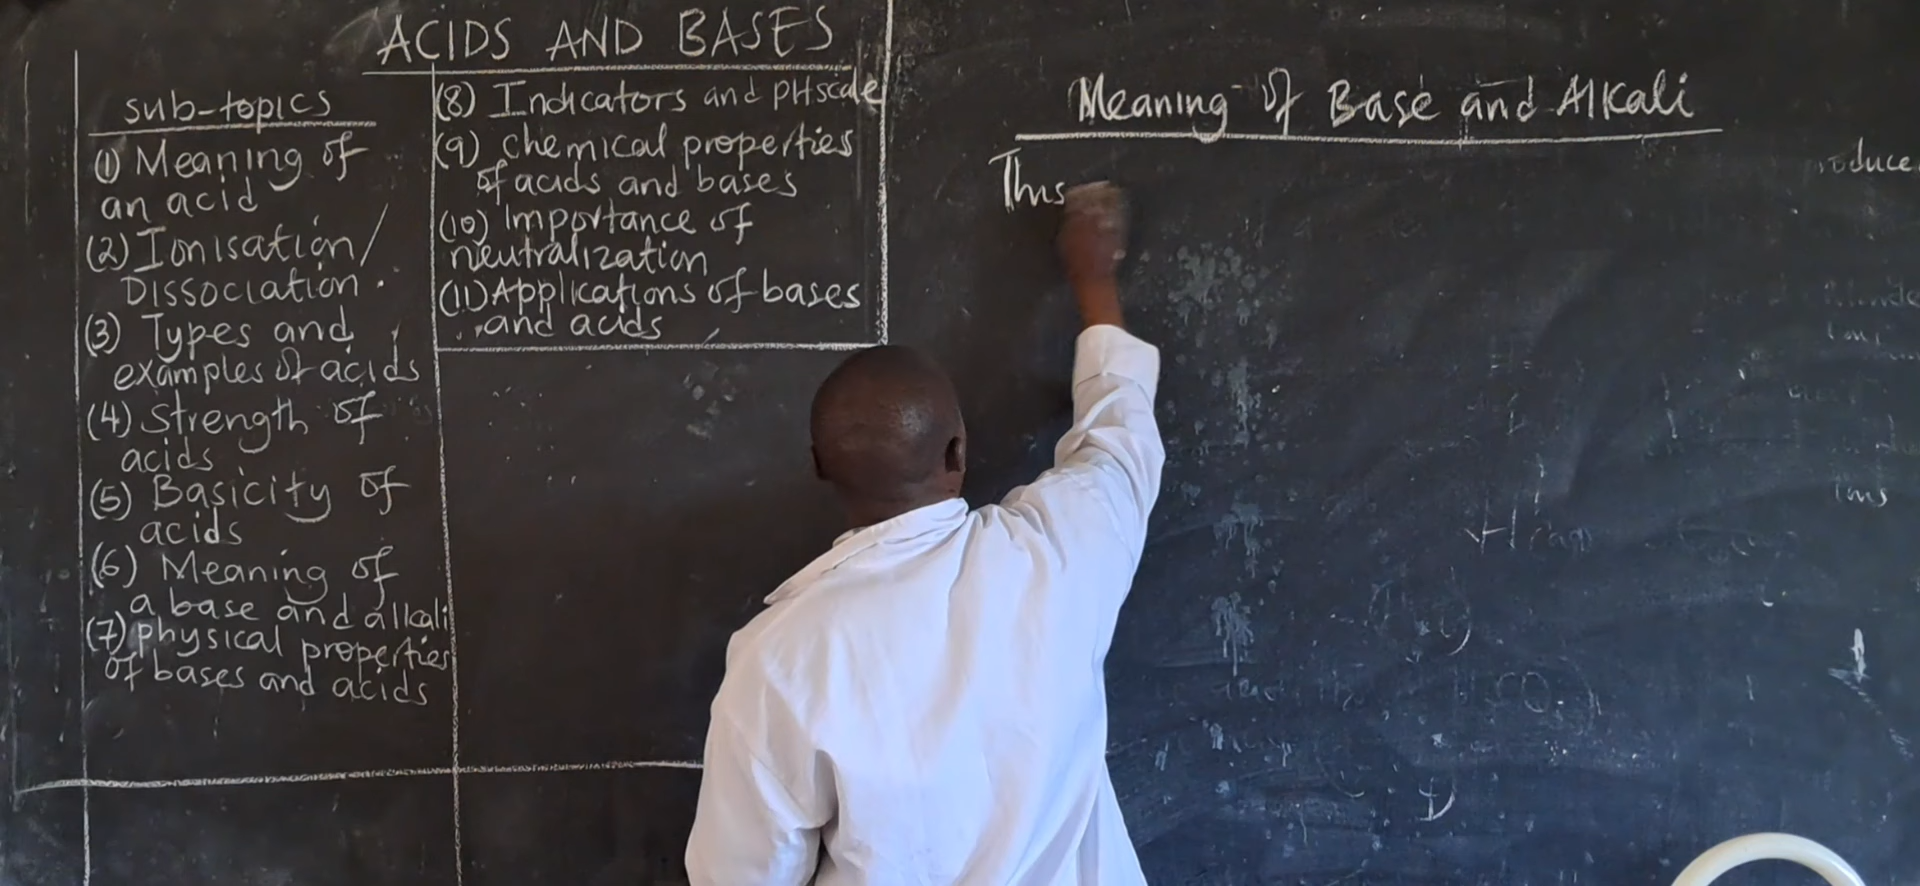 ACIDS AND BASES
sub-topics
(1) Meaning of
an acid
(2) Ionisation/
Dissociation.
(3) Types and
examples of acids
(4) Strength of
acids
(5) Basicity of
acids
(6) Meaning of
a base and alkali
(7) physical properties
of bases and acids
(8) Indicators and PH scale
(9) chemical properties
of acids and bases
(10) Importance of
neutralization
(11) Applications of bases
and acids
Meaning of Base and Alkali
This